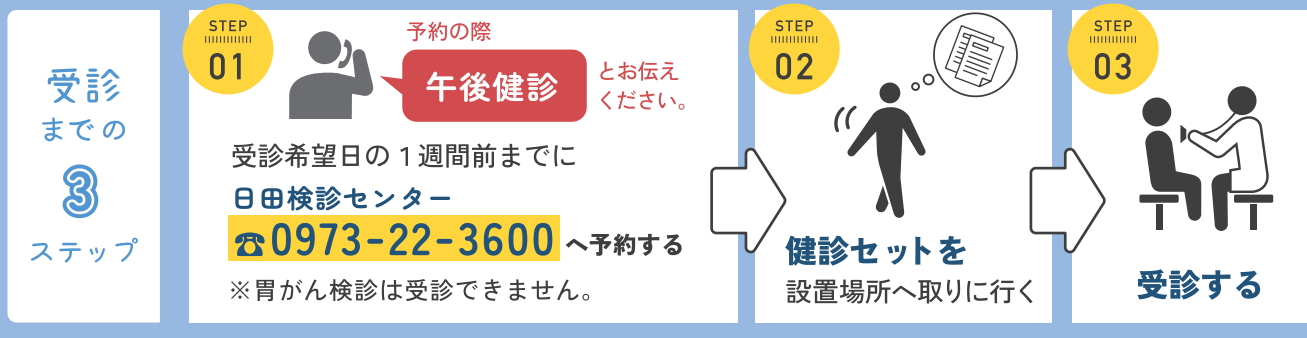 受診
までの
3
ステップ
STEP
01
予約の際
午後健診
とお伝え
ください。
受診希望日の1週間前までに
日田検診センター
☎0973-22-3600へ予約する
※胃がん検診は受診できません。
STEP
02
健診セットを
設置場所へ取りに行く
STEP
03
受診する